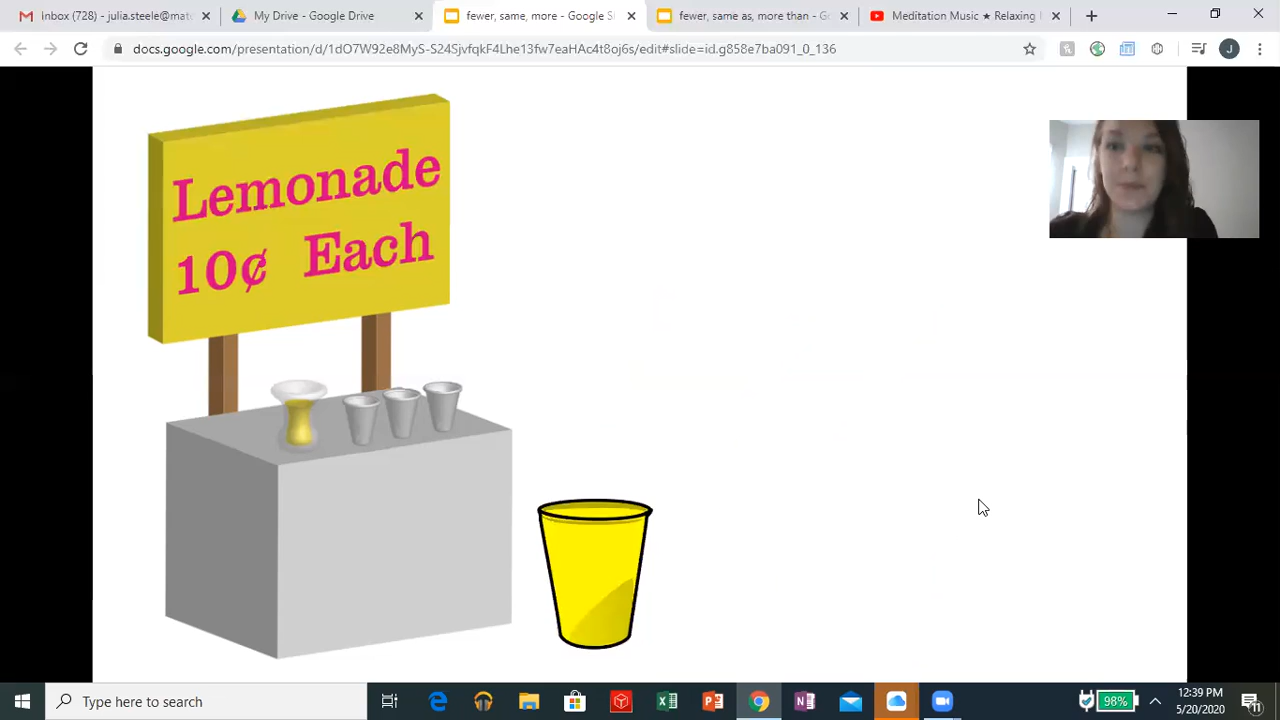 Inbox (728) - julia.steele@mar
My Drive - Google Drive
fewer, same, more - Google Sl
fewer, same as, more than - Go
Meditation Music ★ Relaxing M
docs.google.com/presentation/d/1dO7W92e8MyS-S24SjvfqkF4Lhe13fw7eaHAc4t8oj6s/edit#slide=id.g858e7ba091_0_136
J
Lemonade
10¢ Each
Type here to search
98%
12:39 PM
5/20/2020
11